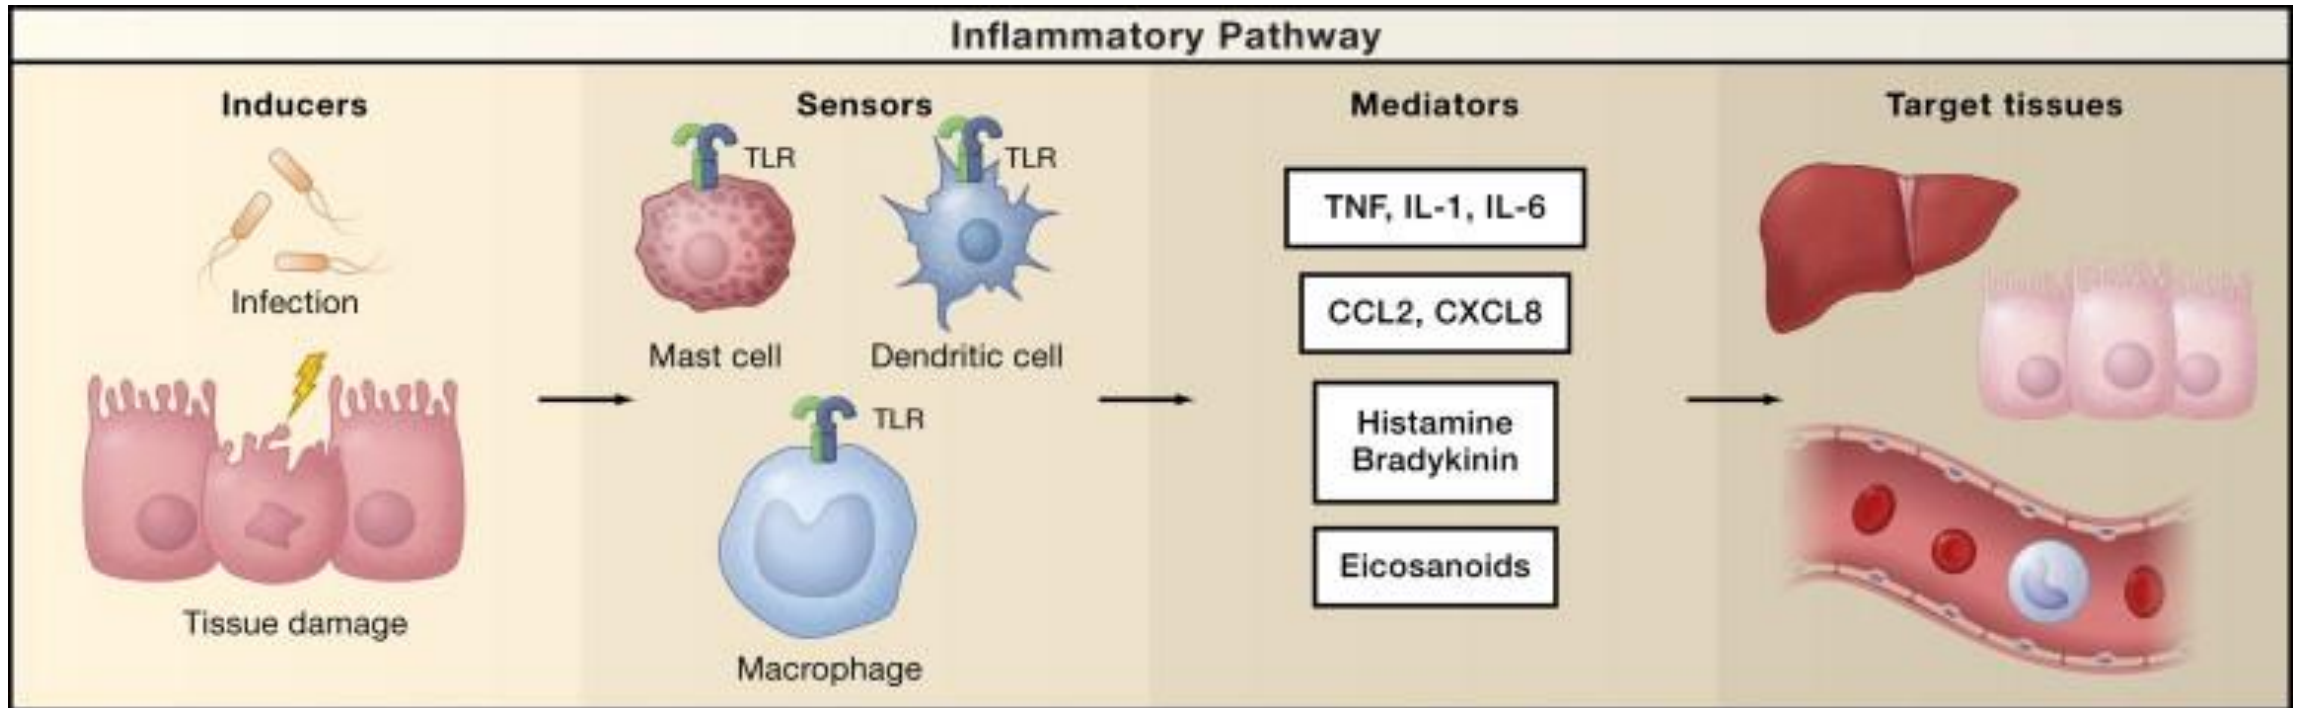 Inflammatory Pathway
Inducers
Infection
Tissue damage
Sensors
TLR
TLR
Mast cell
Dendritic cell
TLR
Macrophage
Mediators
TNF, IL-1, IL-6
CCL2, CXCL8
Histamine
Bradykinin
Eicosanoids
Target tissues